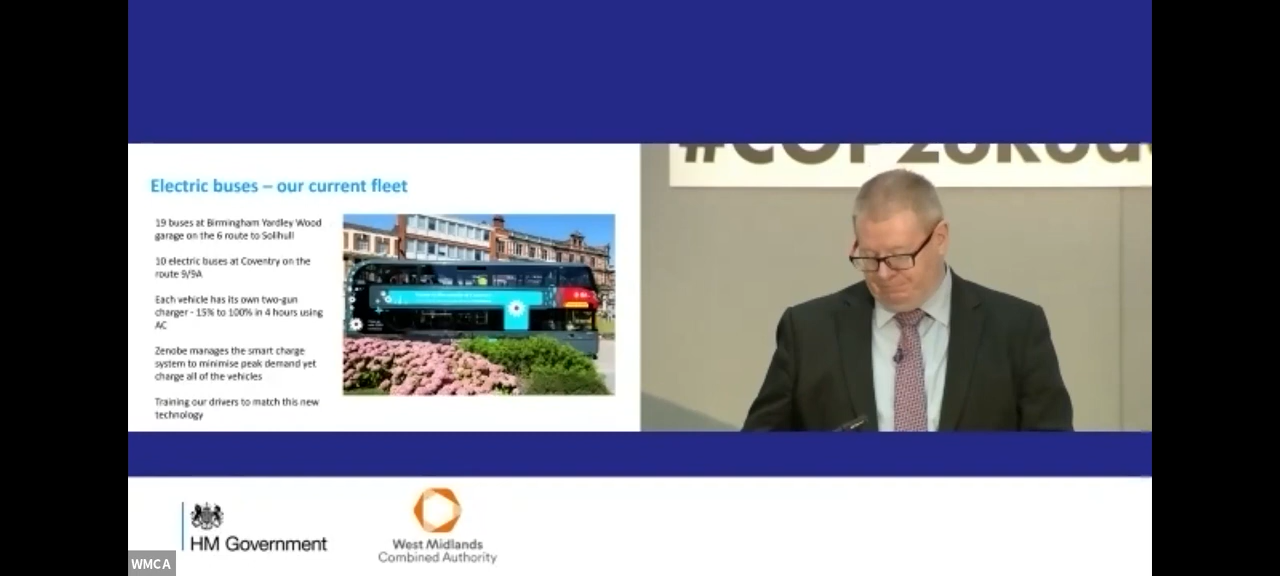 #COP26Road
Electric buses – our current fleet
19 buses at Birmingham Yardley Wood
garage on the 6 route to Solihull
10 electric buses at Coventry on the
route 9/9A
Each vehicle has its own two-gun
charger - 15% to 100% in 4 hours using
AC
Zenobe manages the smart charge
system to minimise peak demand yet
charge all of the vehicles
Training our drivers to match this new
technology
HM Government
West Midlands
Combined Authority
WMCA